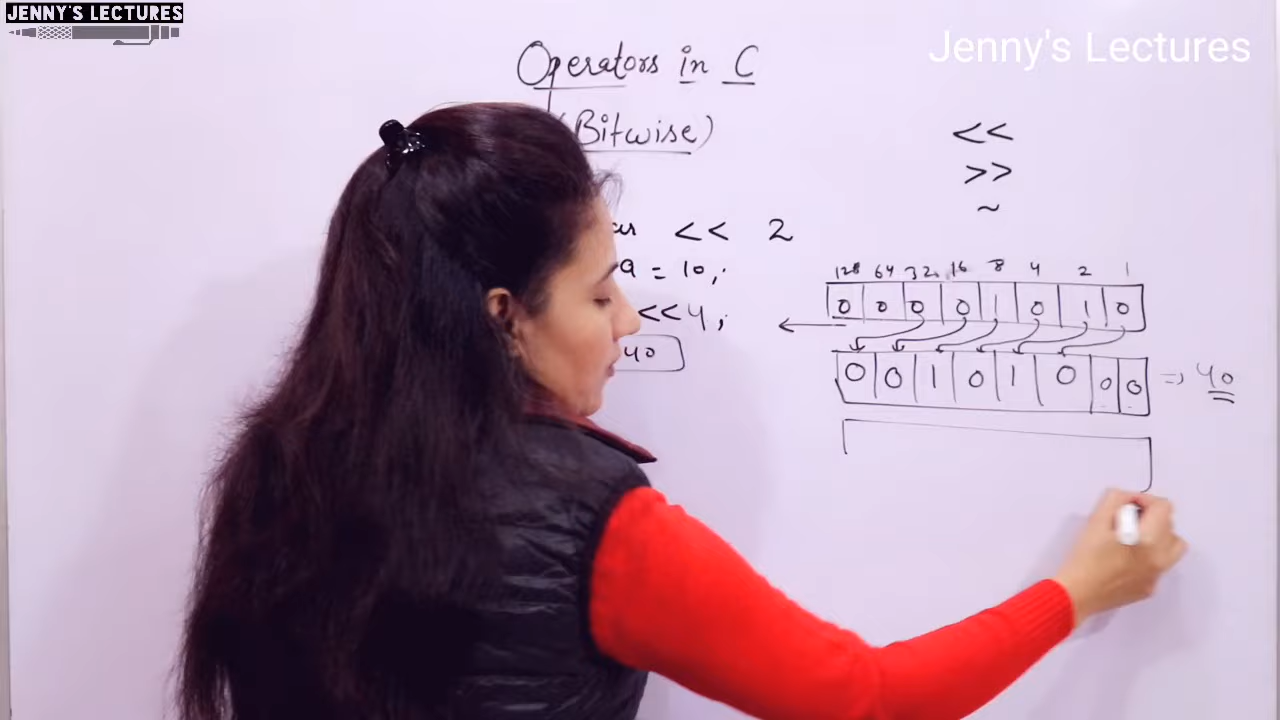 JENNY'S LECTURES
Jenny's Lectures
Operators in C
(Bitwise)
<<
>>
~
<< 2
a = 10;
<<4;
40
128 64 32 16 8 4 2 1
0 0 0 0 1 0 1 0
0 0 1 0 1 0 0 0 => 40